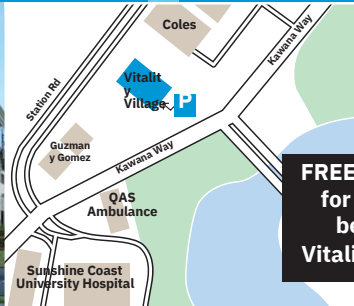 Coles
Kawana Way
Station Rd
Vitalit
y
Village
P
Guzman
y Gomez
Kawana Way
FREE
for
be
Vitali
QAS
Ambulance
Sunshine Coast
University Hospital